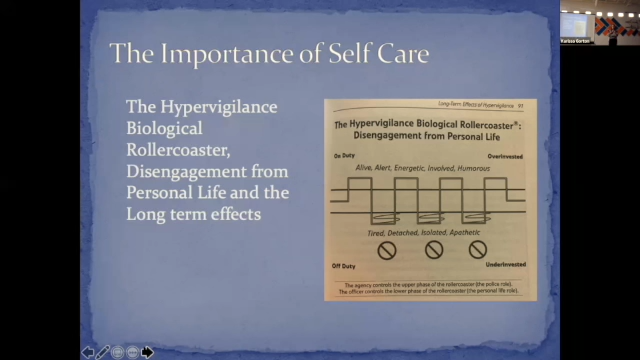 The Importance of Self Care
The Hypervigilance
Biological
Rollercoaster,
Disengagement from
Personal Life and the
Long term effects
Long-Term Effects of Hypervigilance 91
The Hypervigilance Biological Rollercoaster®:
Disengagement from Personal Life
On Duty
Overinvested
Alive, Alert, Energetic, Involved, Humorous
Tired, Detached, Isolated, Apathetic
Off Duty
Underinvested
The agency controls the upper phase of the rollercoaster (the police role).
The officer controls the lower phase of the rollercoaster (the personal life role).